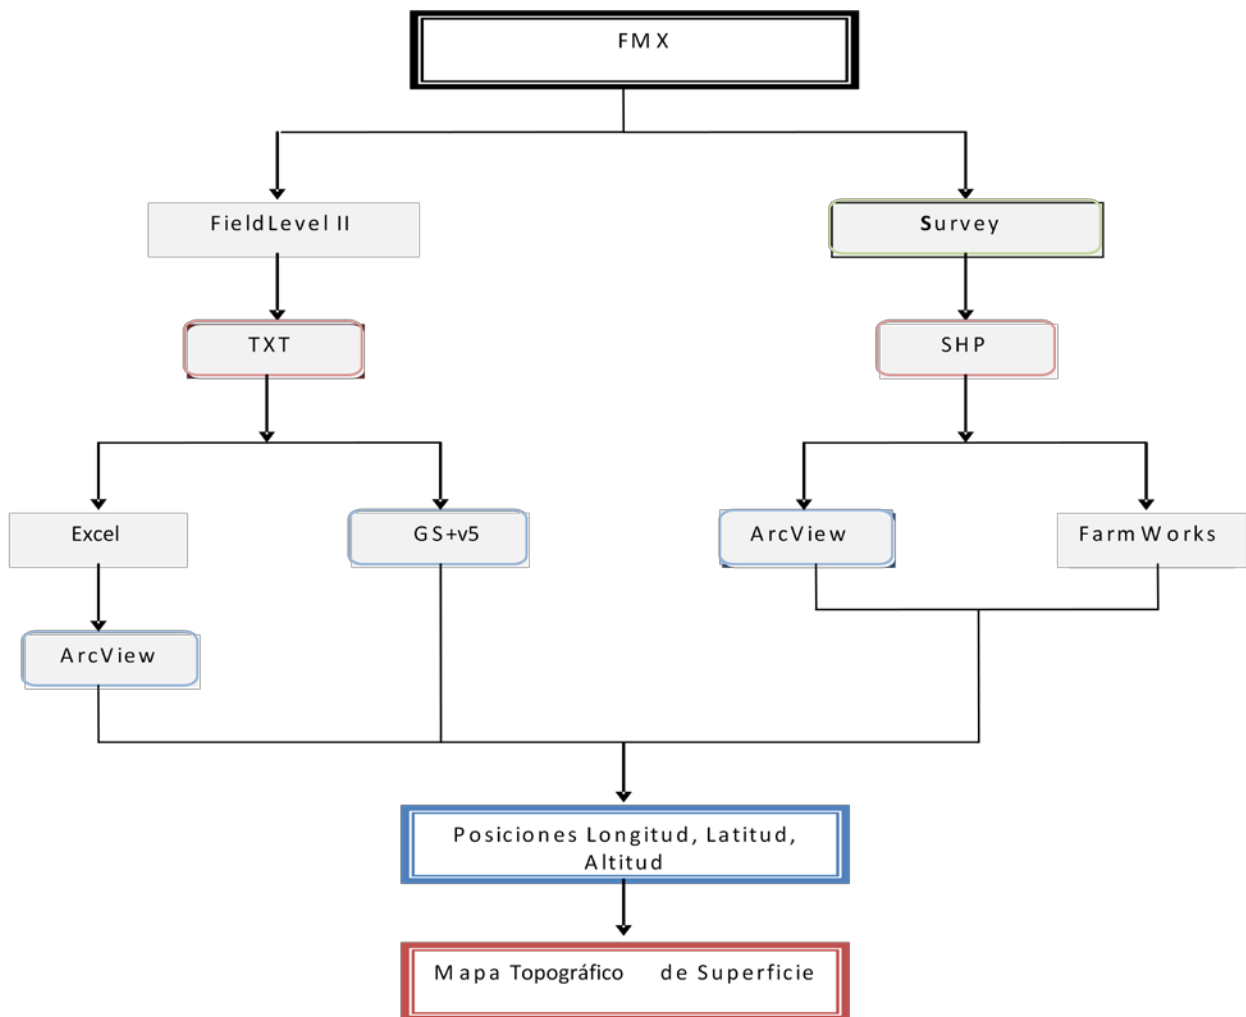 FMX
FieldLevel II
Survey
TXT
SHP
Excel
GS+v5
ArcView
FarmWorks
ArcView
Posiciones Longitud, Latitud,
Altitud
Mapa Topográfico de Superficie